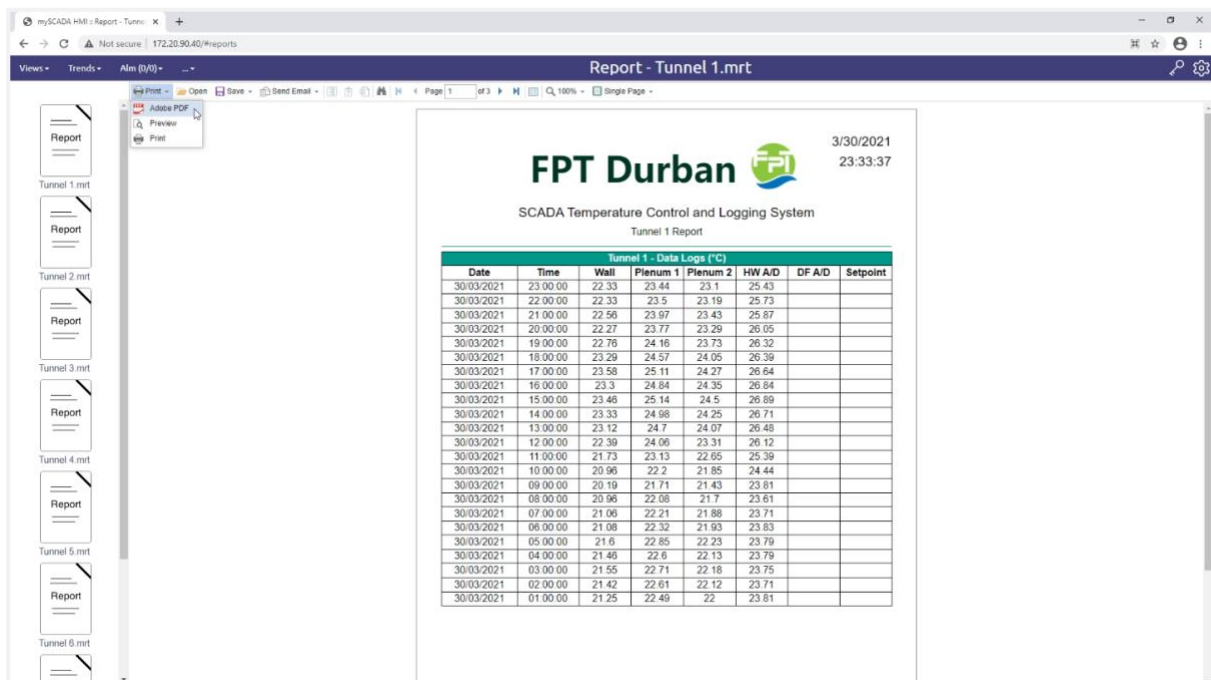 mySCADA HMI :: Report - Tunne
Not secure 172.20.90.40/#reports
Views Trends Alm (0/0) ... Report - Tunnel 1.mrt
Print Open Save Send Email Page 1 of 3 100% Single Page
Adobe PDF
Preview
Print
Report
Tunnel 1.mrt
Report
Tunnel 2.mrt
Report
Tunnel 3.mrt
Report
Tunnel 4.mrt
Report
Tunnel 5.mrt
Report
Tunnel 6.mrt
3/30/2021
23:33:37
FPT Durban FPT
SCADA Temperature Control and Logging System
Tunnel 1 Report
Tunnel 1 - Data Logs (°C)
Date Time Wall Plenum 1 Plenum 2 HW A/D DF A/D Setpoint
30/03/2021 23:00:00 22.33 23.44 23.1 25.43
30/03/2021 22:00:00 22.33 23.5 23.19 25.73
30/03/2021 21:00:00 22.56 23.97 23.43 25.87
30/03/2021 20:00:00 22.27 23.77 23.29 26.05
30/03/2021 19:00:00 22.76 24.16 23.73 26.32
30/03/2021 18:00:00 23.29 24.57 24.05 26.39
30/03/2021 17:00:00 23.58 25.11 24.27 26.64
30/03/2021 16:00:00 23.3 24.84 24.35 26.84
30/03/2021 15:00:00 23.46 25.14 24.5 26.89
30/03/2021 14:00:00 23.33 24.98 24.25 26.71
30/03/2021 13:00:00 23.12 24.7 24.07 26.48
30/03/2021 12:00:00 22.39 24.06 23.31 26.12
30/03/2021 11:00:00 21.73 23.13 22.65 25.39
30/03/2021 10:00:00 20.96 22.2 21.85 24.44
30/03/2021 09:00:00 20.19 21.71 21.43 23.81
30/03/2021 08:00:00 20.96 22.08 21.7 23.61
30/03/2021 07:00:00 21.06 22.21 21.88 23.71
30/03/2021 06:00:00 21.08 22.32 21.93 23.83
30/03/2021 05:00:00 21.6 22.85 22.23 23.79
30/03/2021 04:00:00 21.46 22.6 22.13 23.79
30/03/2021 03:00:00 21.55 22.71 22.18 23.75
30/03/2021 02:00:00 21.42 22.61 22.12 23.71
30/03/2021 01:00:00 21.25 22.49 22 23.81